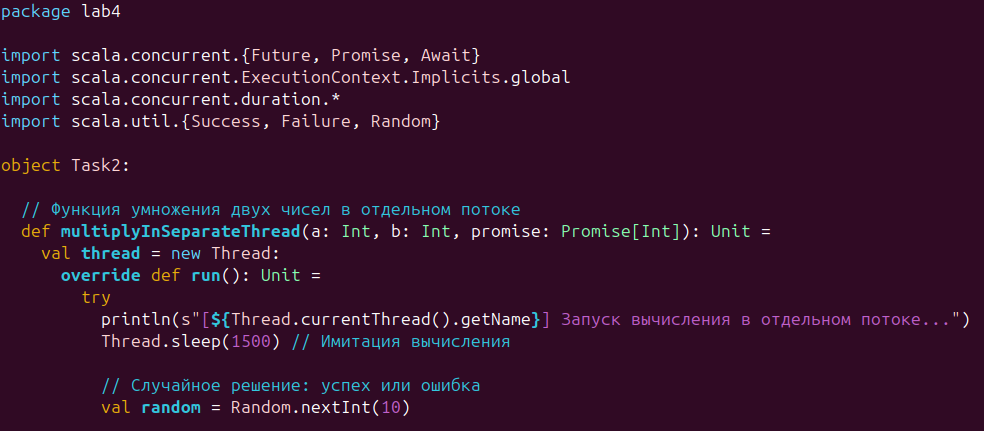 package lab4

import scala.concurrent.{Future, Promise, Await}
import scala.concurrent.ExecutionContext.Implicits.global
import scala.concurrent.duration.*
import scala.util.{Success, Failure, Random}

object Task2:

  // Функция умножения двух чисел в отдельном потоке
  def multiplyInSeparateThread(a: Int, b: Int, promise: Promise[Int]): Unit =
    val thread = new Thread:
      override def run(): Unit =
        try
          println(s"[${Thread.currentThread().getName}] Запуск вычисления в отдельном потоке...")
          Thread.sleep(1500) // Имитация вычисления

          // Случайное решение: успех или ошибка
          val random = Random.nextInt(10)